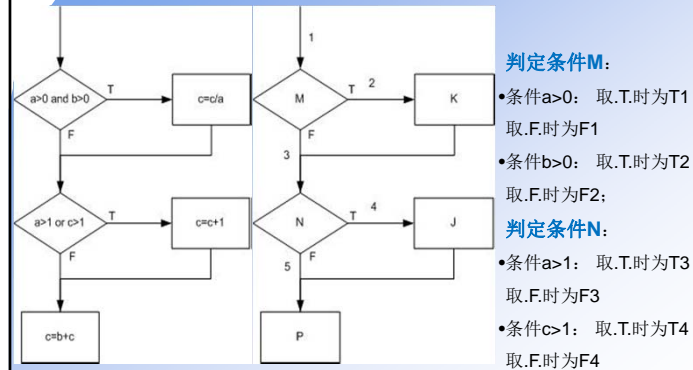 a>0 and b>0
T
c=c/a
F
a>1 or c>1
T
c=c+1
F
c=b+c
1
M
T
2
K
F
3
N
T
4
J
F
5
P
判定条件M：
•条件a>0： 取.T.时为T1
取.F.时为F1
•条件b>0： 取.T.时为T2
取.F.时为F2；
判定条件N：
•条件a>1： 取.T.时为T3
取.F.时为F3
•条件c>1： 取.T.时为T4
取.F.时为F4